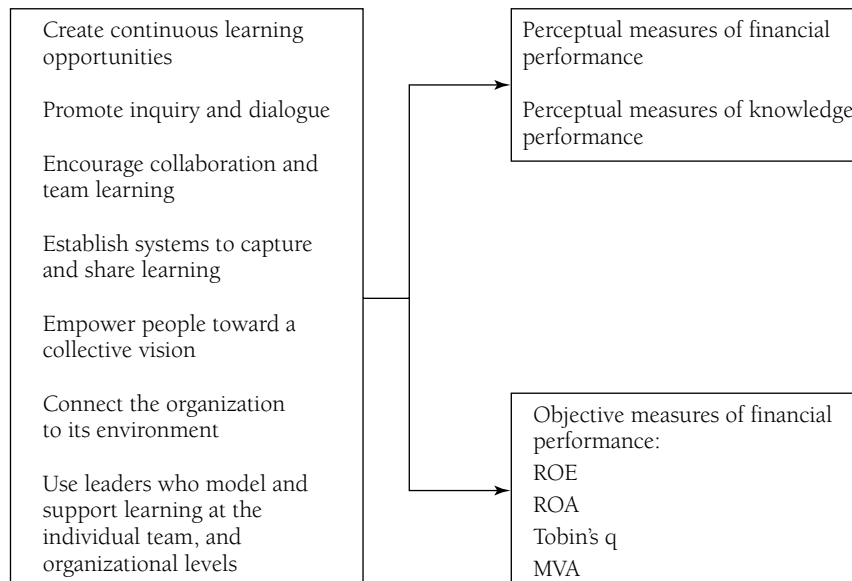 Create continuous learning
opportunities
Promote inquiry and dialogue
Encourage collaboration and
team learning
Establish systems to capture
and share learning
Empower people toward a
collective vision
Connect the organization
to its environment
Use leaders who model and
support learning at the
individual team, and
organizational levels
Perceptual measures of financial
performance
Perceptual measures of knowledge
performance
Objective measures of financial
performance:
ROE
ROA
Tobin's q
MVA